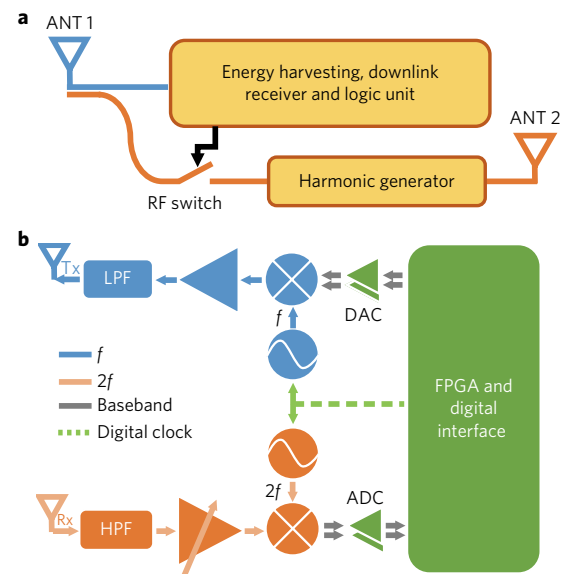 a
ANT 1
Energy harvesting, downlink
receiver and logic unit
ANT 2
RF switch
Harmonic generator
b
Tx
LPF
f
DAC
f
2f
Baseband
Digital clock
FPGA and
digital
interface
2f
ADC
Rx
HPF